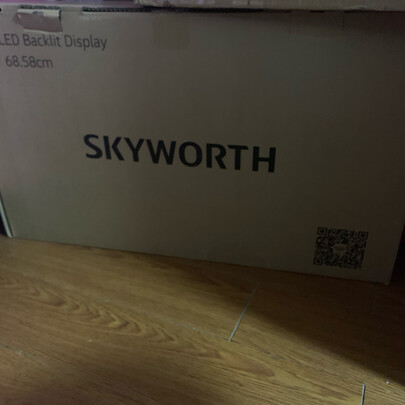 LED Backlit Display
68.58cm
SKYWORTH